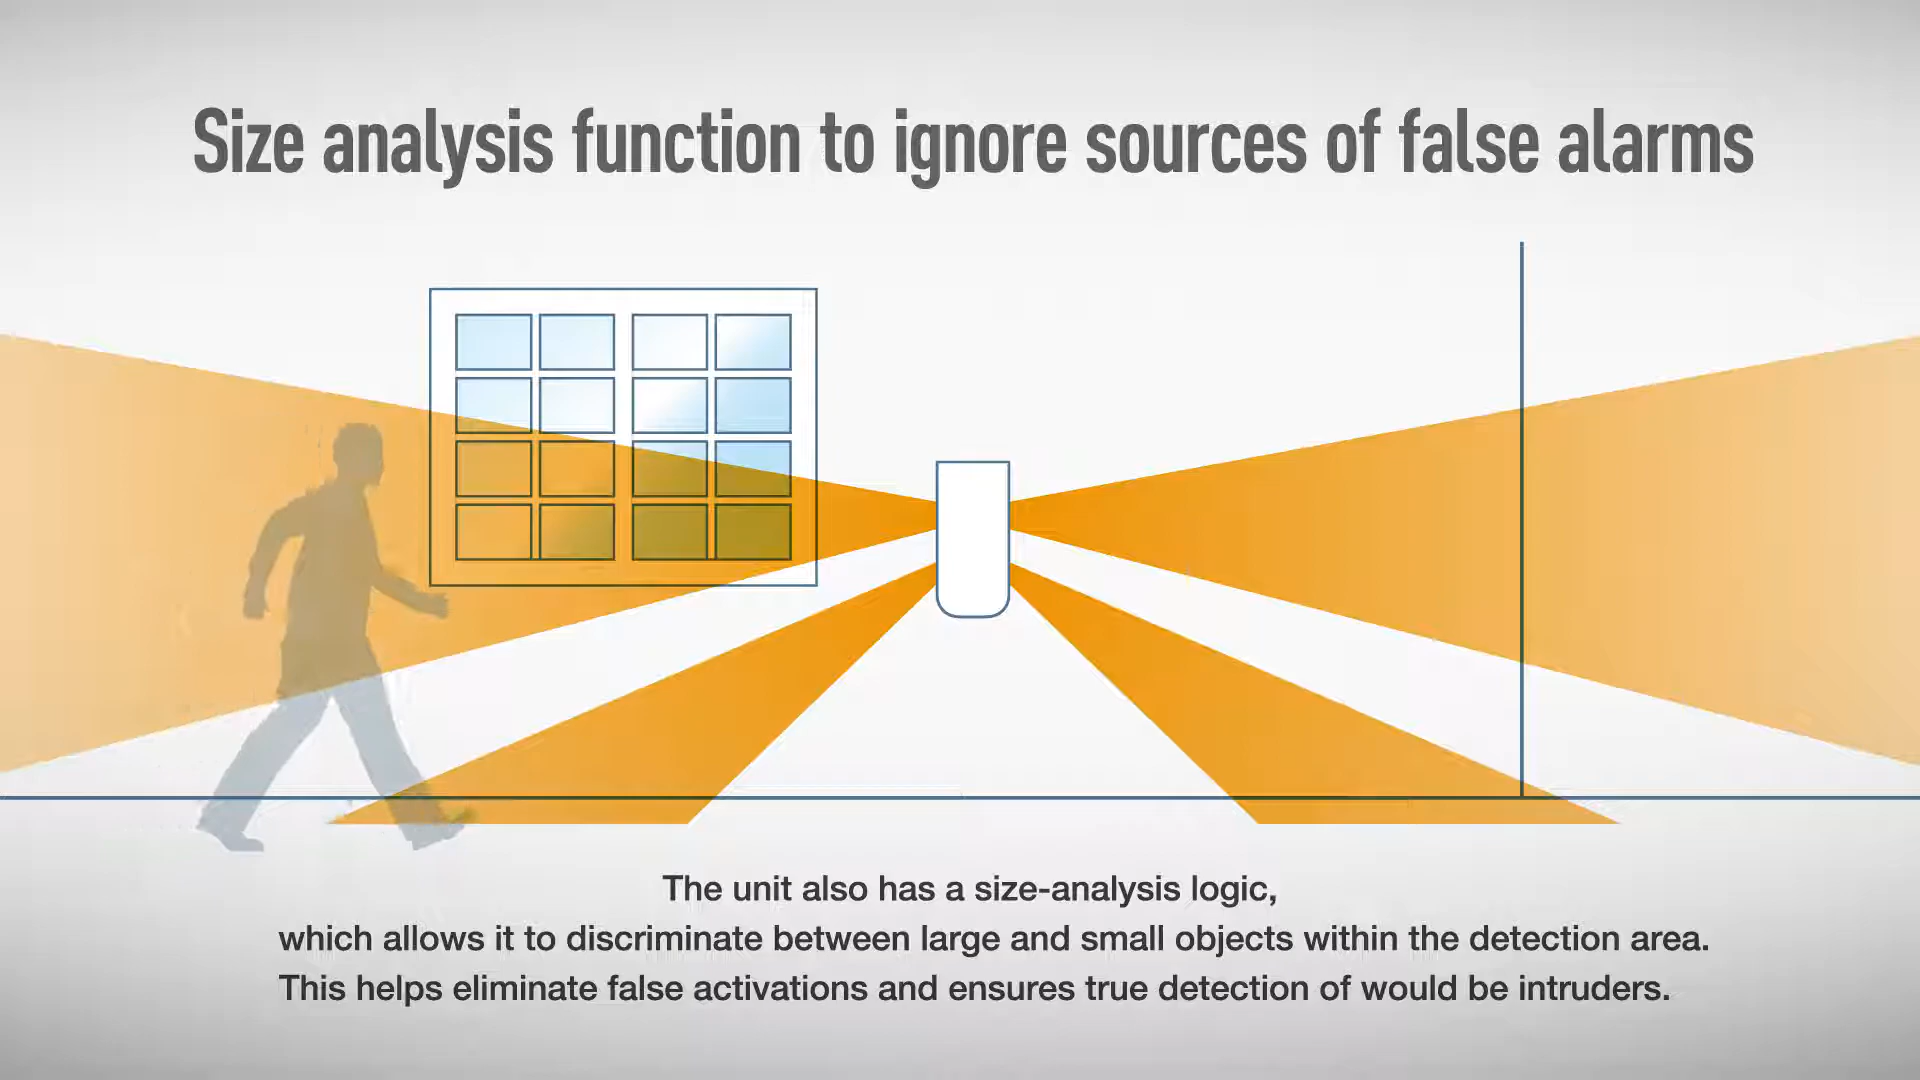 Size analysis function to ignore sources of false alarms
The unit also has a size-analysis logic,
which allows it to discriminate between large and small objects within the detection area.
This helps eliminate false activations and ensures true detection of would be intruders.